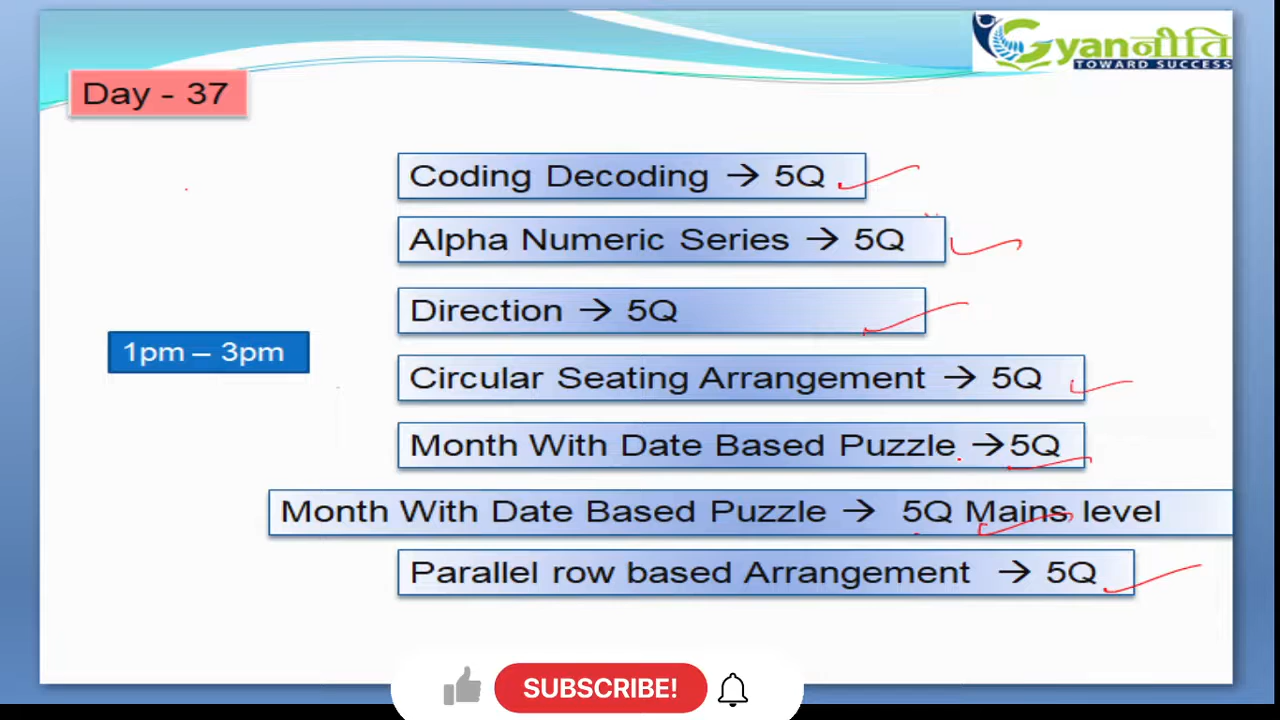 Gyanनीति
TOWARD SUCCESS
Day - 37
Coding Decoding → 5Q
Alpha Numeric Series → 5Q
Direction → 5Q
1pm – 3pm
Circular Seating Arrangement → 5Q
Month With Date Based Puzzle →5Q
Month With Date Based Puzzle → 5Q Mains level
Parallel row based Arrangement → 5Q
SUBSCRIBE!